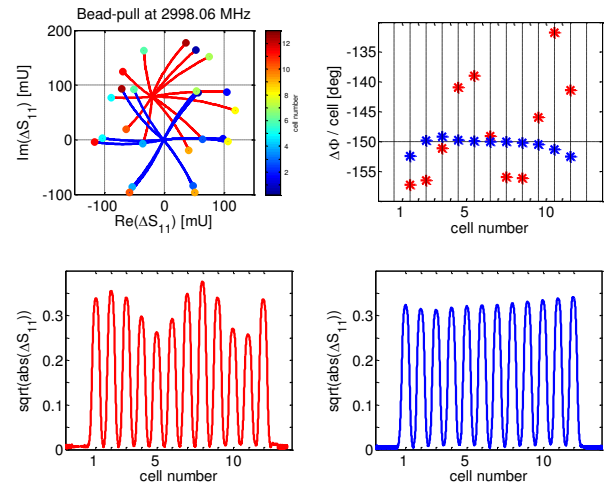 Bead-pull at 2998.06 MHz
Im(ΔS11) [mU]
200
100
0
-100
-100 0 100
Re(ΔS11) [mU]
12
10
8
6
4
2
cell number
ΔΦ / cell [deg]
-135
-140
-145
-150
-155
1 5 10
cell number
sqrt(abs(ΔS11))
0.3
0.2
0.1
0
1 5 10
cell number
sqrt(abs(ΔS11))
0.3
0.2
0.1
0
1 5 10
cell number